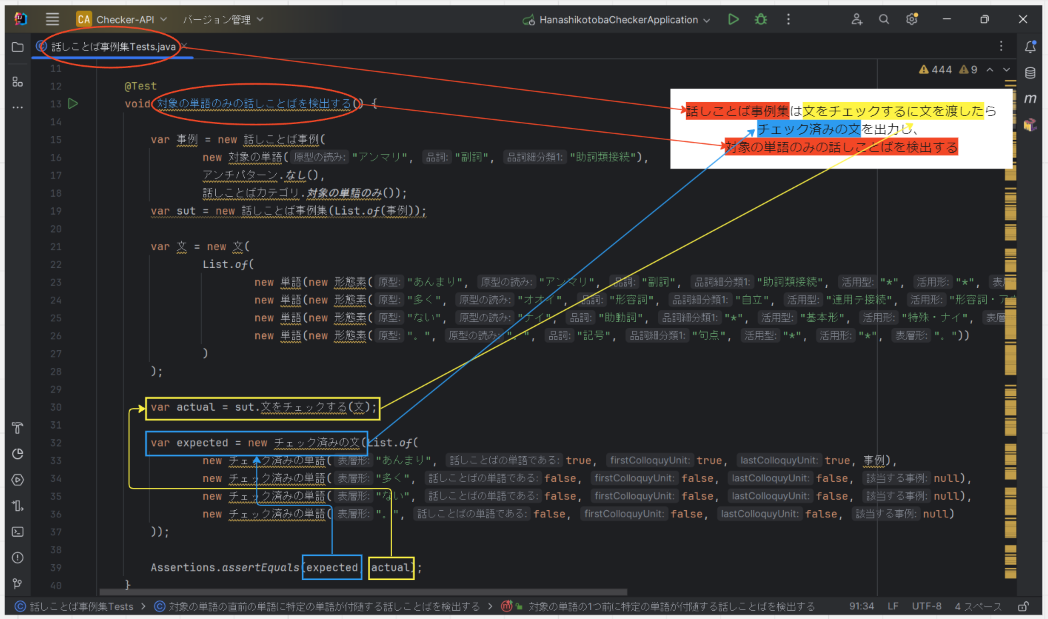 CA Checker-API バージョン管理 HanashikotobaCheckerApplication
話しことば事例集Tests.java
444 9
11
12 @Test
13 void 対象の単語のみの話しことばを検出する() {
14
15 var 事例 = new 話しことば事例(
16 new 対象の単語( 原型の読み: "アンマリ", 品詞: "副詞", 品詞細分類1: "助詞類接続"),
17 アンチパターン.なし(),
18 話しことばカテゴリ.対象の単語のみ());
19 var sut = new 話しことば事例集(List.of(事例));
20
21 var 文 = new 文(
22 List.of(
23 new 単語(new 形態素( 原型: "あんまり", 原型の読み: "アンマリ", 品詞: "副詞", 品詞細分類1: "助詞類接続", 活用型: "*", 活用形: "*",
24 new 単語(new 形態素( 原型: "多く", 原型の読み: "オオイ", 品詞: "形容詞", 品詞細分類1: "自立", 活用型: "連用テ接続", 活用形: "形容詞・ア
25 new 単語(new 形態素( 原型: "ない", 原型の読み: "ナイ", 品詞: "助動詞", 品詞細分類1: "*", 活用型: "基本形", 活用形: "特殊・ナイ", 表層
26 new 単語(new 形態素( 原型: "。", 原型の読み: "。", 品詞: "記号", 品詞細分類1: "句点", 活用型: "*", 活用形: "*", 表層形: "。"))
27 )
28 );
29
30 var actual = sut.文をチェックする(文);
31
32 var expected = new チェック済みの文(List.of(
33 new チェック済みの単語( 表層形: "あんまり", 話しことばの単語である: true, firstColloquyUnit: true, lastColloquyUnit: true, 事例),
34 new チェック済みの単語( 表層形: "多く", 話しことばの単語である: false, firstColloquyUnit: false, lastColloquyUnit: false, 該当する事例: null),
35 new チェック済みの単語( 表層形: "ない", 話しことばの単語である: false, firstColloquyUnit: false, lastColloquyUnit: false, 該当する事例: null),
36 new チェック済みの単語( 表層形: "。", 話しことばの単語である: false, firstColloquyUnit: false, lastColloquyUnit: false, 該当する事例: null)
37 ));
38
39 Assertions.assertEquals(expected, actual);
40 }
話しことば事例集は文をチェックするに文を渡したら
チェック済みの文を出力し、
対象の単語のみの話しことばを検出する
話しことば事例集Tests > 対象の単語の直前の単語に特定の単語が付随する話しことばを検出する > 対象の単語の1つ前に特定の単語が付随する話しことばを検出する 91:34 LF UTF-8 4 スペース